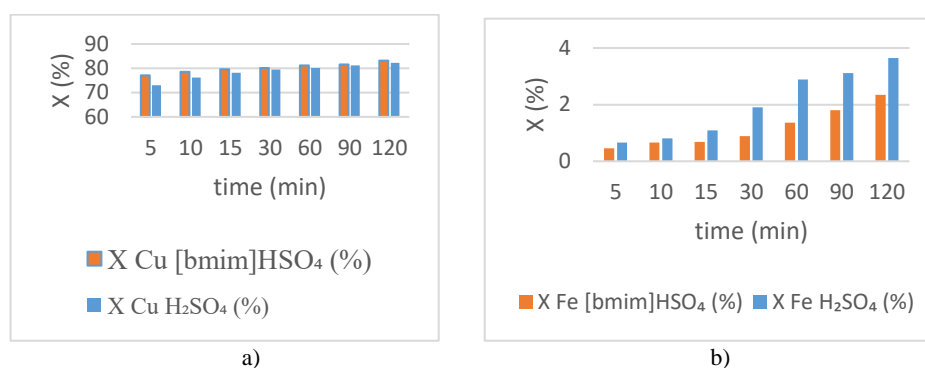 90
80
70
60
X (%)
5 10 15 30 60 90 120
time (min)
X Cu [bmim]HSO₄ (%)
X Cu H₂SO₄ (%)
a)
4
2
0
X (%)
5 10 15 30 60 90 120
time (min)
X Fe [bmim]HSO₄ (%) X Fe H₂SO₄ (%)
b)